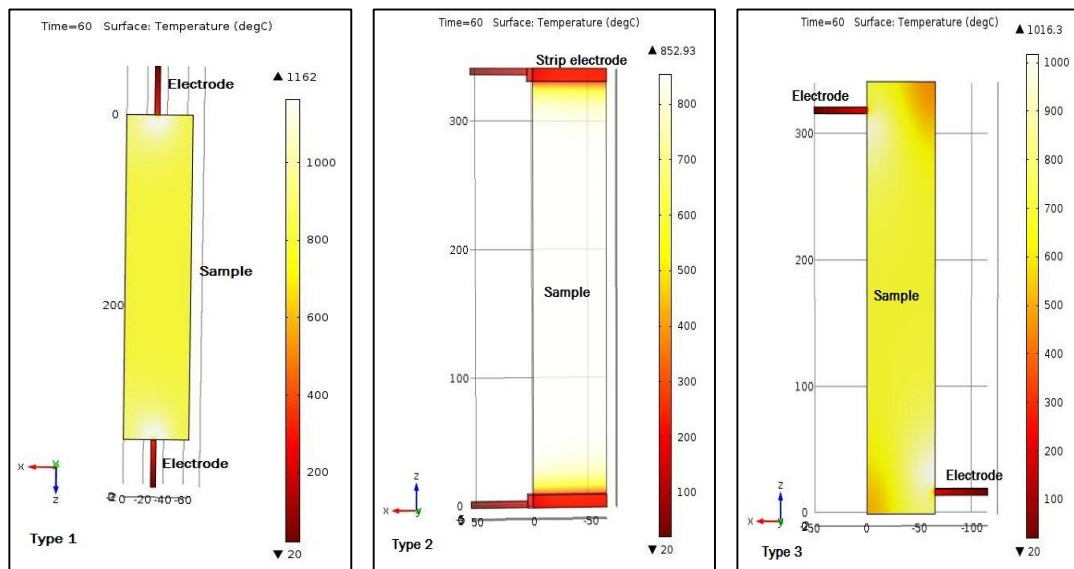 Time=60 Surface: Temperature (degC)
Electrode
▲ 1162
0
1000
800
Sample
200
600
400
Electrode
200
x y z
0 -20 -40 -60
▼ 20
Type 1
Time=60 Surface: Temperature (degC)
Strip electrode
▲ 852.93
800
300
700
600
200
500
Sample
400
300
100
200
100
z
y x
0
50 0 -50
▼ 20
Type 2
Time=60 Surface: Temperature (degC)
▲ 1016.3
1000
Electrode
900
300
800
700
200
600
Sample
500
400
100
300
Electrode
200
z
100
y x
0
-2
50 0 -50 -100
▼ 20
Type 3